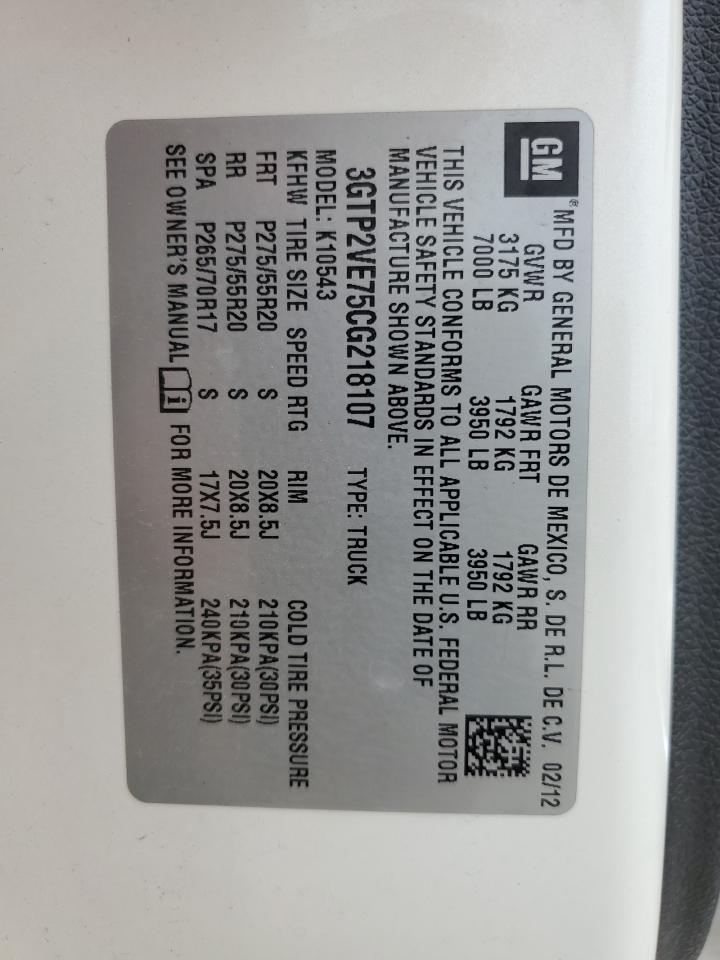 GM
® MFD BY GENERAL MOTORS DE MEXICO, S. DE R.L. DE C.V. 02/12
GVWR GAWR FRT GAWR RR
3175 KG 1792 KG 1792 KG
7000 LB 3950 LB 3950 LB
THIS VEHICLE CONFORMS TO ALL APPLICABLE U.S. FEDERAL MOTOR
VEHICLE SAFETY STANDARDS IN EFFECT ON THE DATE OF
MANUFACTURE SHOWN ABOVE.
3GTP2VE75CG218107 TYPE: TRUCK
MODEL: K10543
KFHW TIRE SIZE SPEED RTG RIM COLD TIRE PRESSURE
FRT P275/55R20 S 20X8.5J 210KPA(30PSI)
RR P275/55R20 S 20X8.5J 210KPA(30PSI)
SPA P265/70R17 S 17X7.5J 240KPA(35PSI)
SEE OWNER'S MANUAL i FOR MORE INFORMATION.